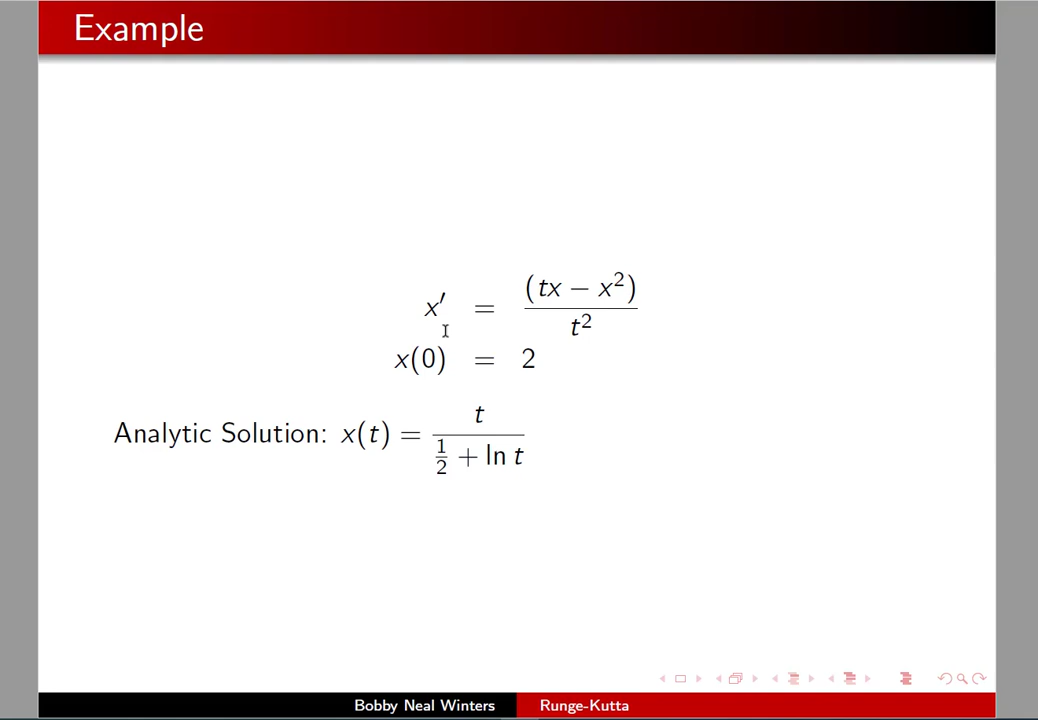 Example
x′ = (tx − x²) / t²
x(0) = 2
Analytic Solution: x(t) = t / (1/2 + ln t)
Bobby Neal Winters Runge-Kutta